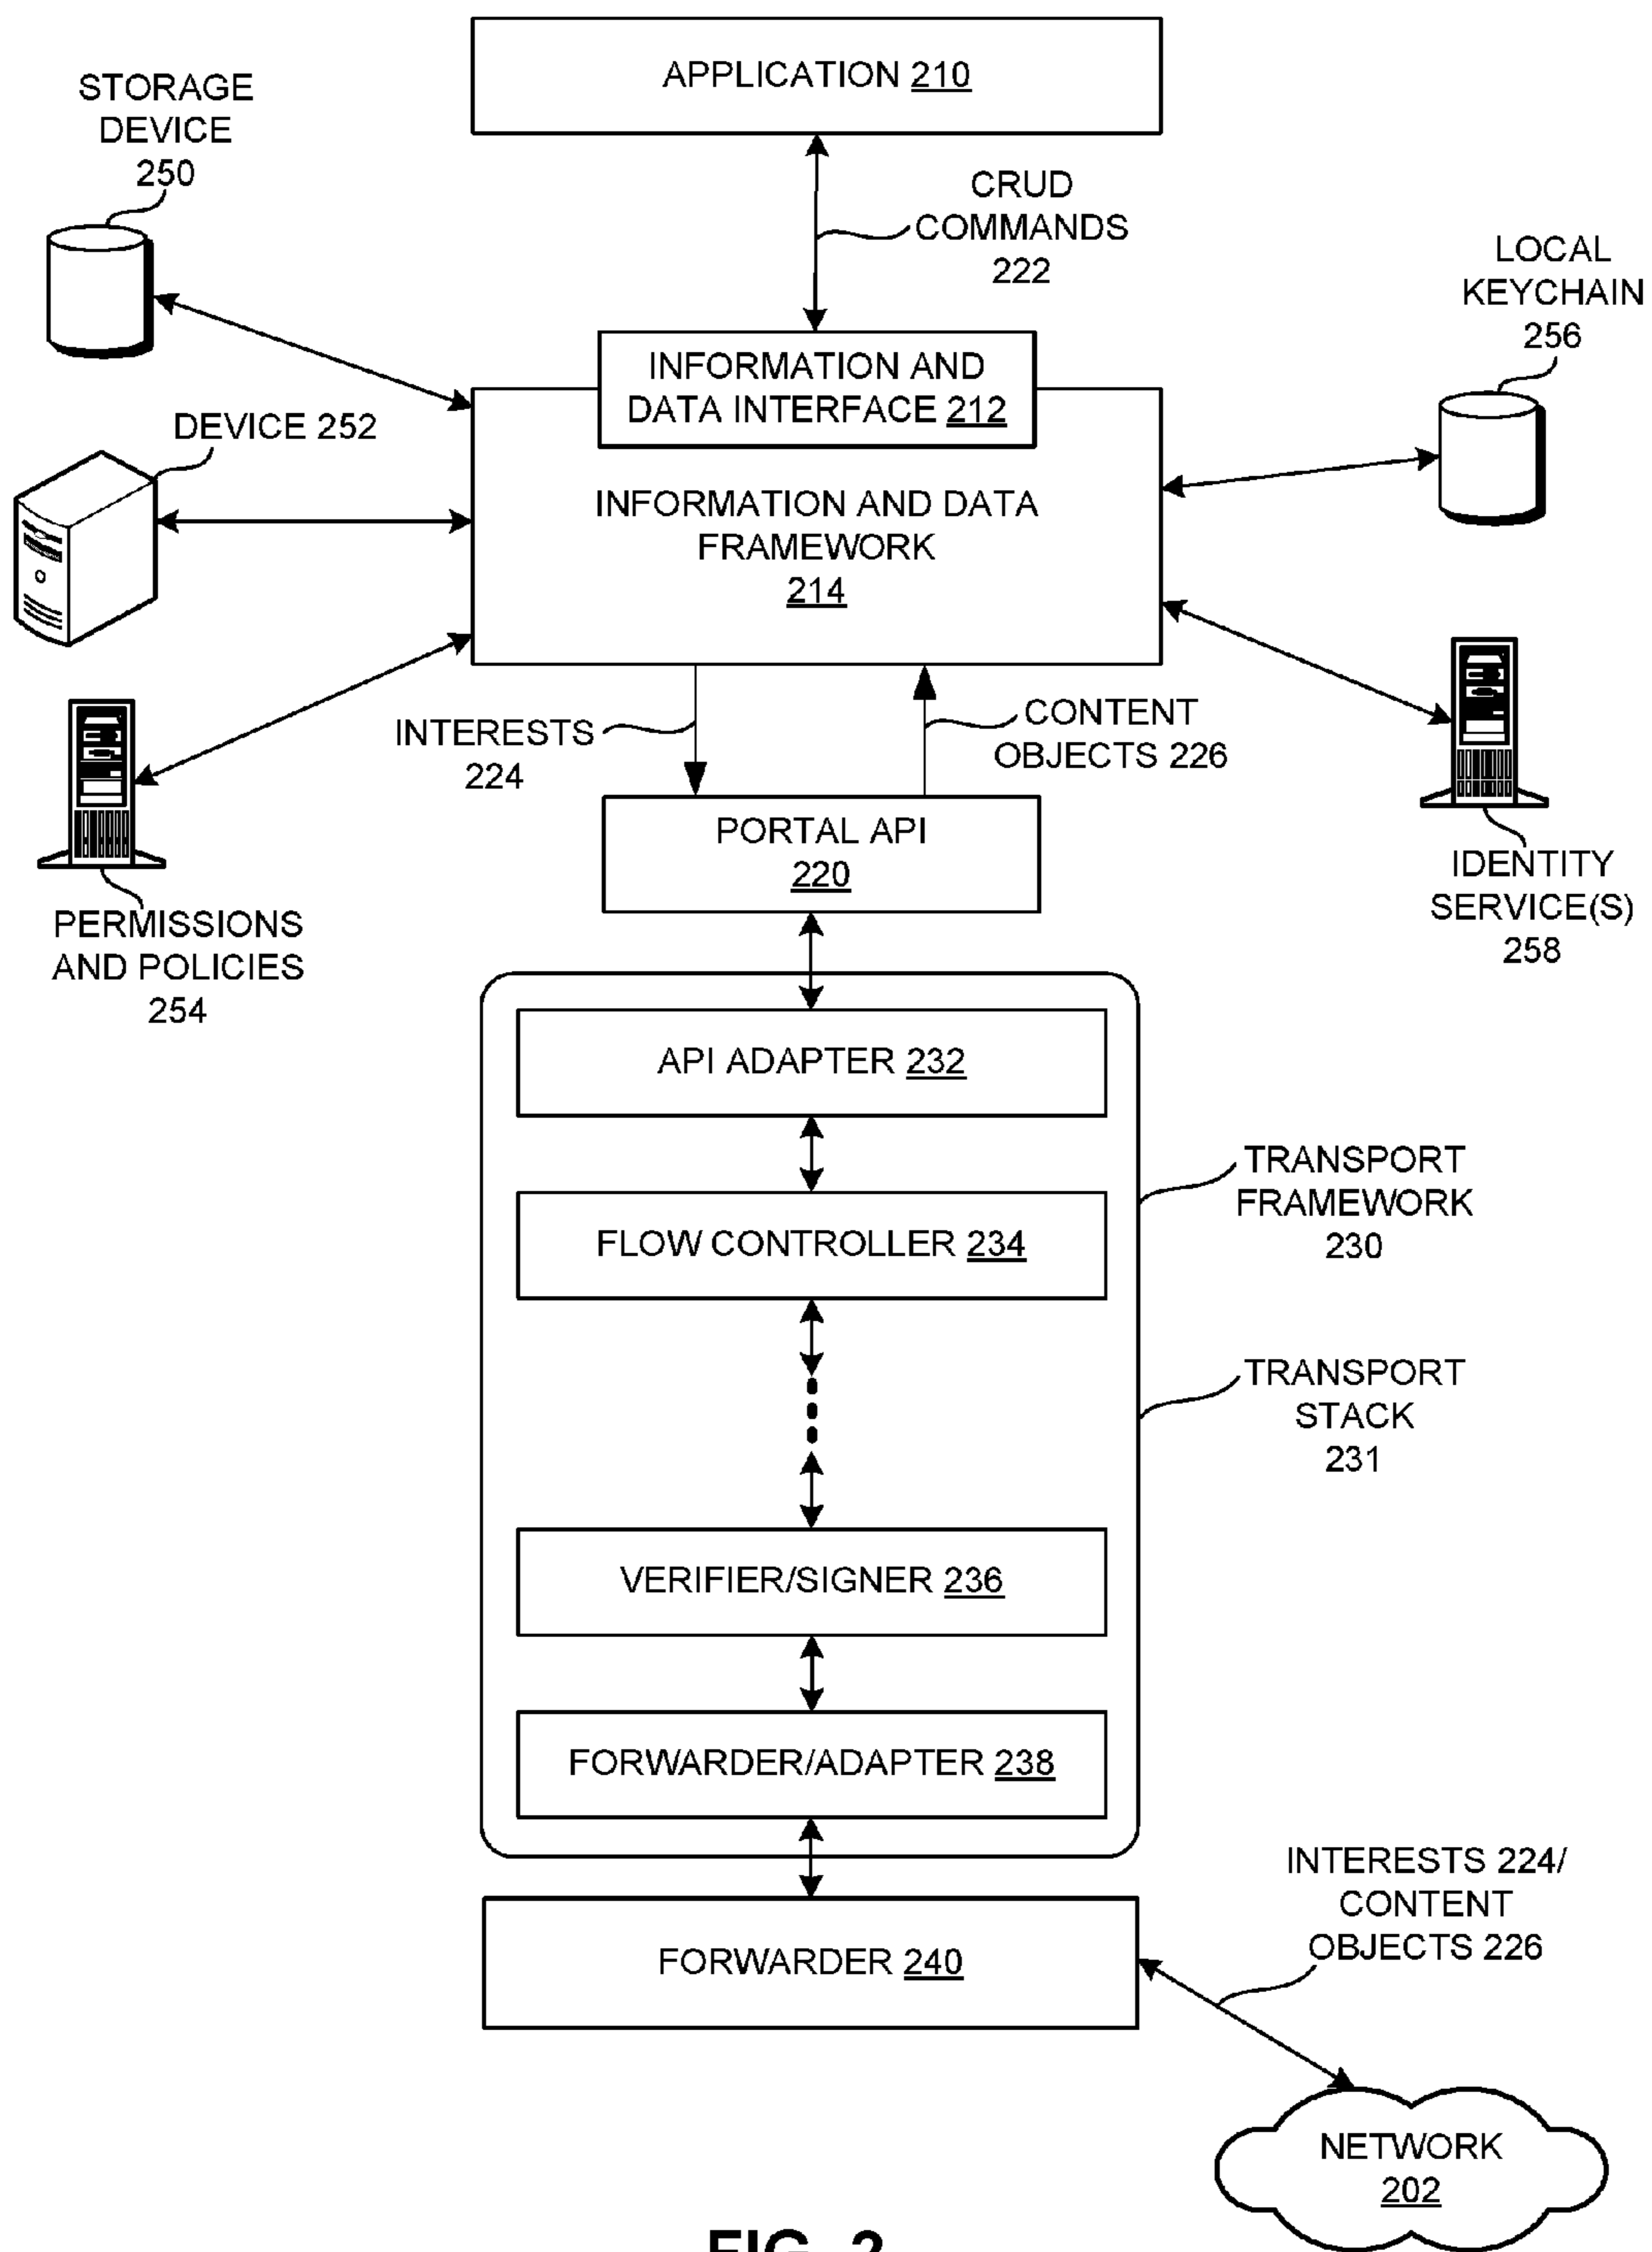 APPLICATION 210
STORAGE
DEVICE
250
CRUD
COMMANDS
222
LOCAL
KEYCHAIN
256
INFORMATION AND
DATA INTERFACE 212
DEVICE 252
INFORMATION AND DATA
FRAMEWORK
214
INTERESTS
224
CONTENT
OBJECTS 226
PORTAL API
220
IDENTITY
SERVICE(S)
258
PERMISSIONS
AND POLICIES
254
API ADAPTER 232
TRANSPORT
FRAMEWORK
230
FLOW CONTROLLER 234
TRANSPORT
STACK
231
VERIFIER/SIGNER 236
FORWARDER/ADAPTER 238
INTERESTS 224/
CONTENT
OBJECTS 226
FORWARDER 240
NETWORK
202
FIG. 2